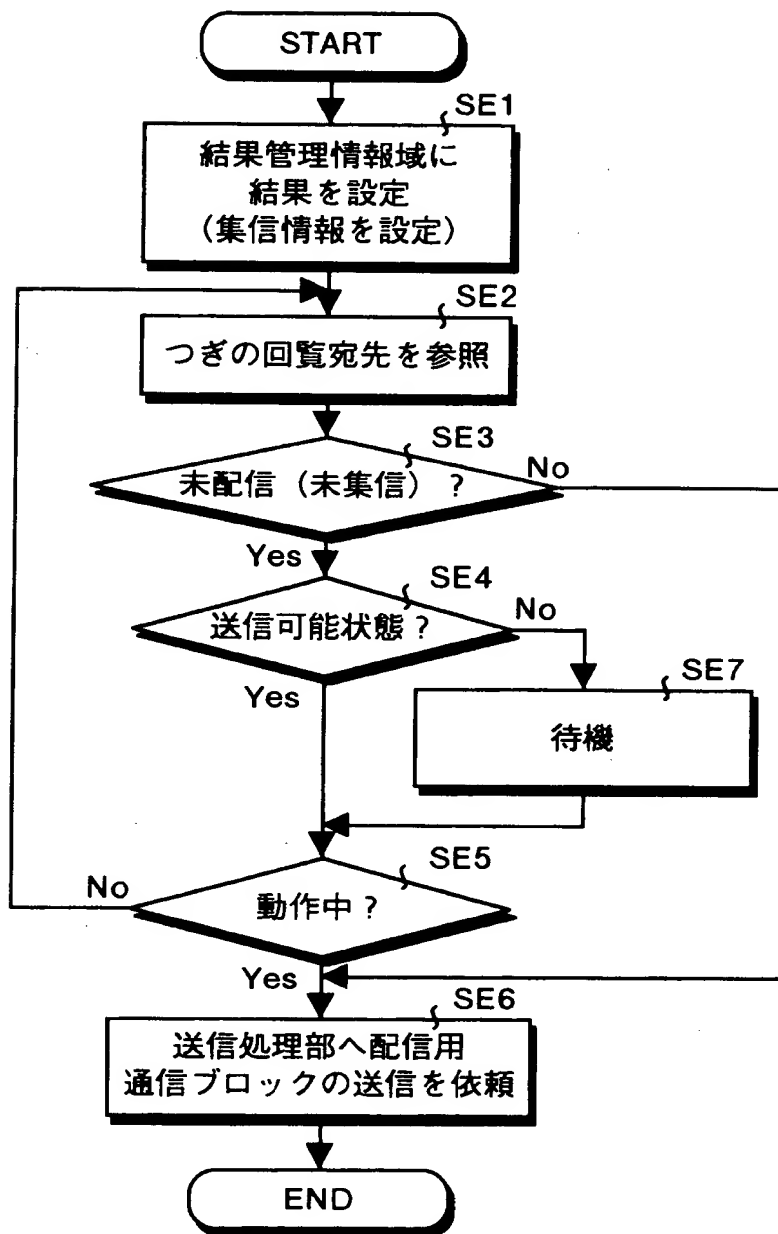 START
SE1
結果管理情報域に
結果を設定
(集信情報を設定)
SE2
つぎの回覧宛先を参照
SE3
未配信(未集信)?
No
Yes
SE4
送信可能状態?
No
Yes
SE7
待機
SE5
動作中?
No
Yes
SE6
送信処理部へ配信用
通信ブロックの送信を依頼
END